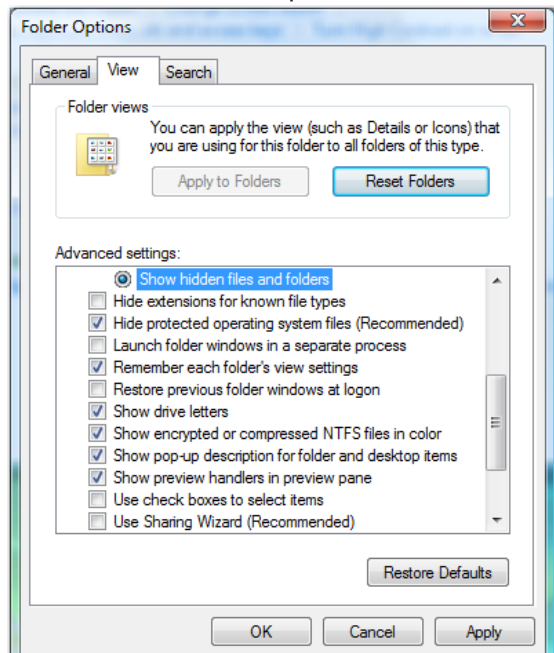 Folder Options
General View Search
Folder views
You can apply the view (such as Details or Icons) that
you are using for this folder to all folders of this type.
Apply to Folders Reset Folders
Advanced settings:
Show hidden files and folders
Hide extensions for known file types
Hide protected operating system files (Recommended)
Launch folder windows in a separate process
Remember each folder's view settings
Restore previous folder windows at logon
Show drive letters
Show encrypted or compressed NTFS files in color
Show pop-up description for folder and desktop items
Show preview handlers in preview pane
Use check boxes to select items
Use Sharing Wizard (Recommended)
Restore Defaults
OK Cancel Apply